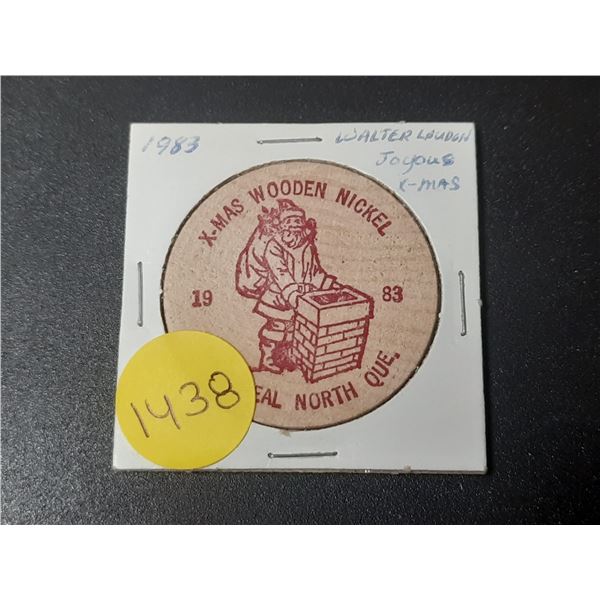 1983
WALTER LOUDON
Joyous
X-MAS
X-MAS WOODEN NICKEL
19 83
EAL NORTH QUE.
1438